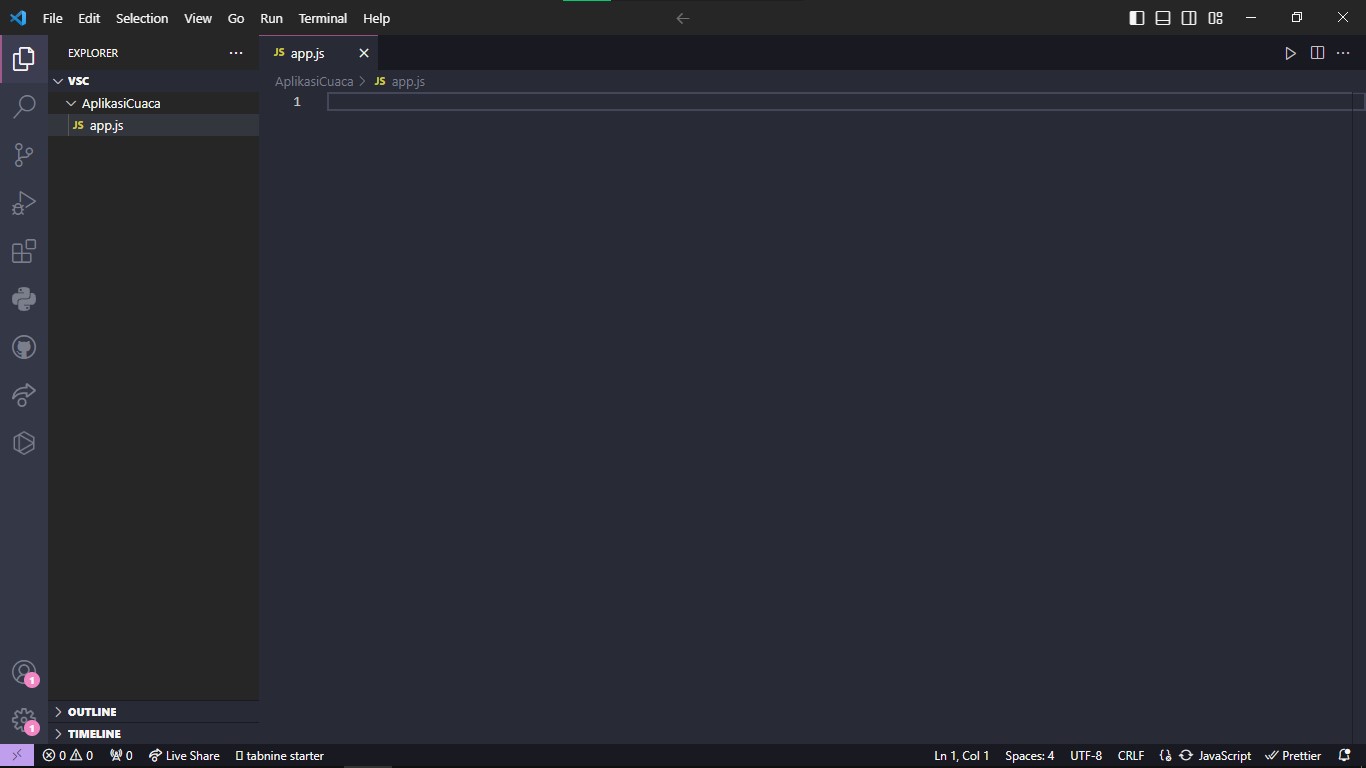 File Edit Selection View Go Run Terminal Help
EXPLORER
VSC
AplikasiCuaca
JS app.js
OUTLINE
TIMELINE
JS app.js
AplikasiCuaca > JS app.js
1
1
1
0 0 0 Live Share tabnine starter
Ln 1, Col 1 Spaces: 4 UTF-8 CRLF {} JavaScript Prettier